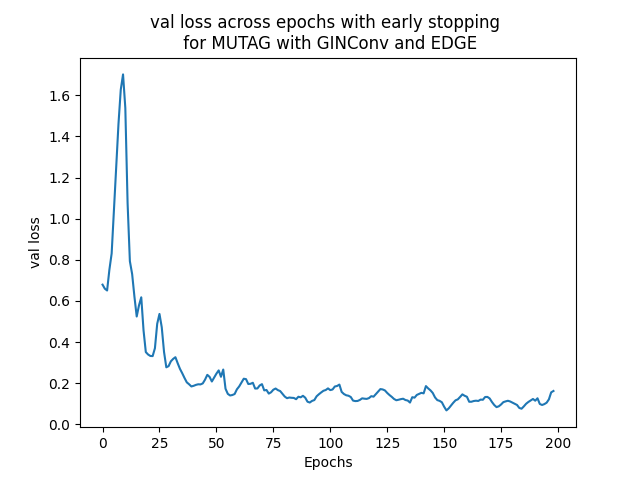 val loss across epochs with early stopping
for MUTAG with GINConv and EDGE
1.6
1.4
1.2
1.0
0.8
0.6
0.4
0.2
0.0
val loss
0 25 50 75 100 125 150 175 200
Epochs